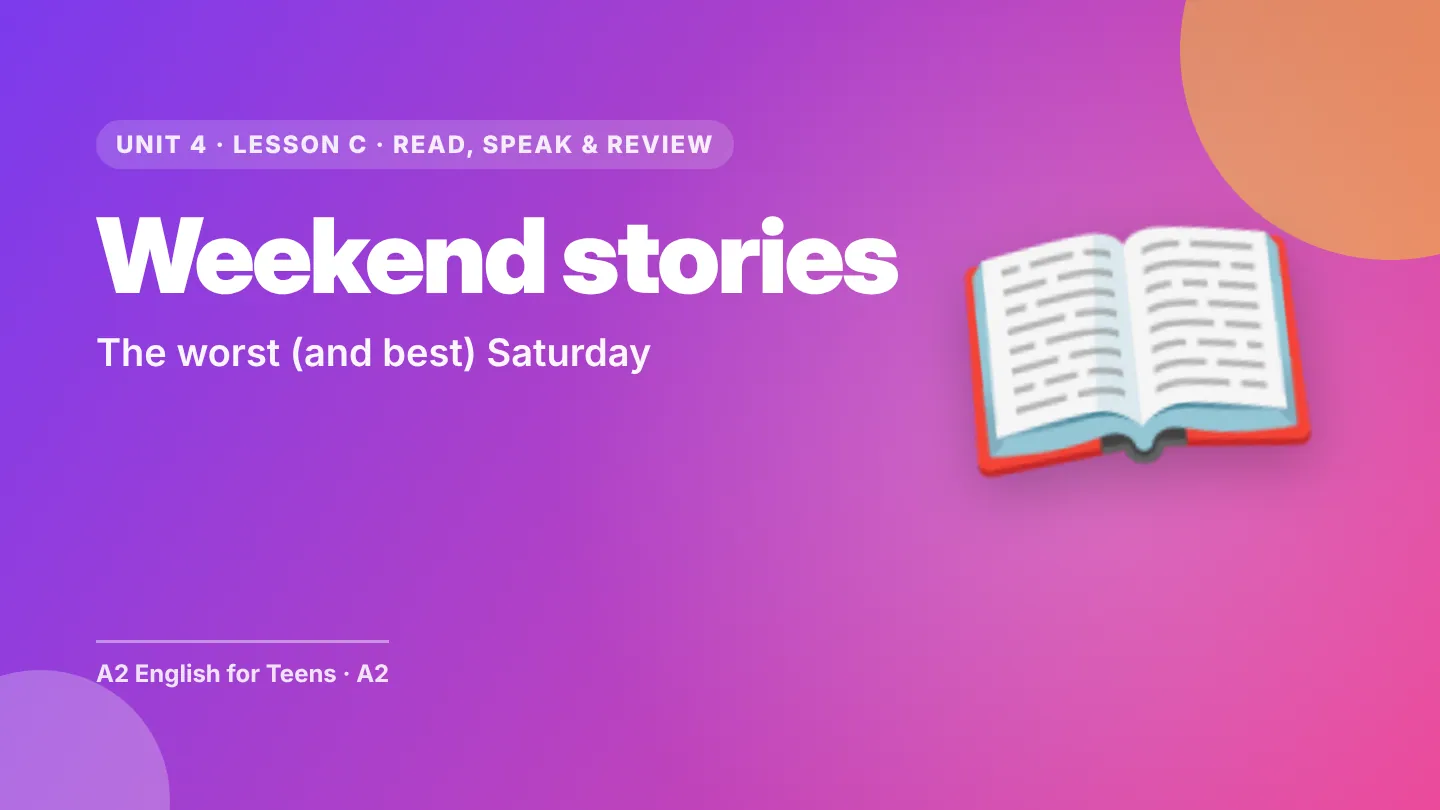 UNIT 4 · LESSON C · READ, SPEAK & REVIEW
Weekend stories
The worst (and best) Saturday
A2 English for Teens · A2